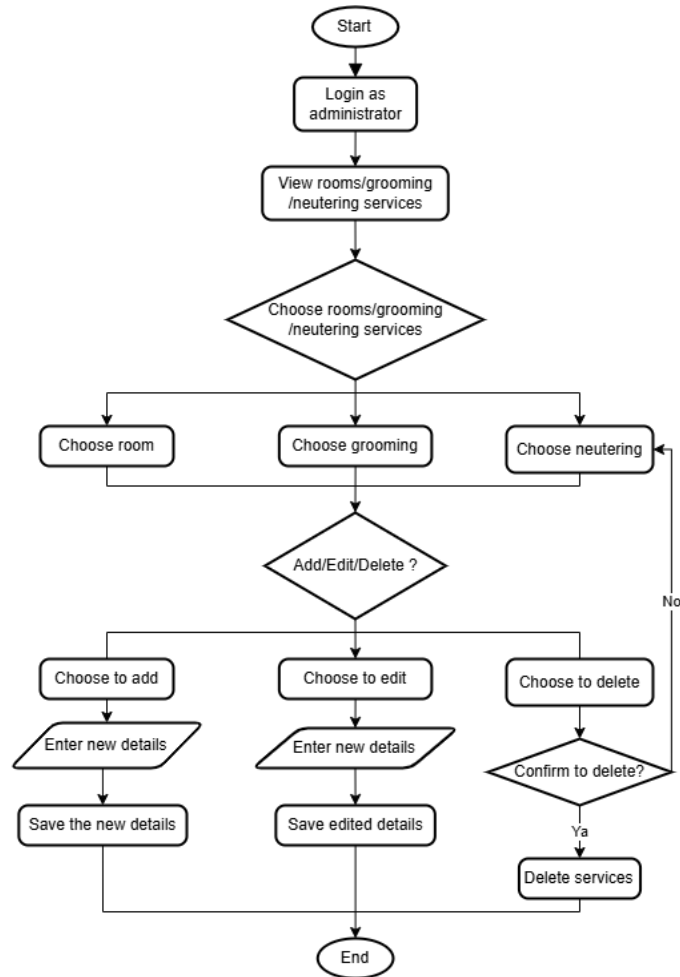 Start
Login as
administrator
View rooms/grooming
/neutering services
Choose rooms/grooming
/neutering services
Choose room
Choose grooming
Choose neutering
Add/Edit/Delete ?
No
Choose to add
Choose to edit
Choose to delete
Enter new details
Enter new details
Confirm to delete?
Save the new details
Save edited details
Ya
Delete services
End